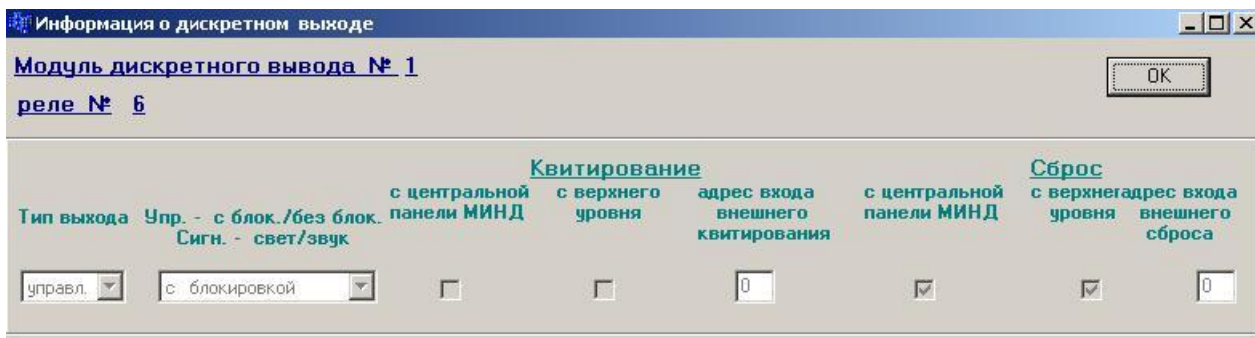 Информация о дискретном выходе
Модуль дискретного вывода № 1
OK
реле № 6
Квитирование
Сброс
с центральной с верхнего адрес входа с центральной с верхнегадрес входа
Тип выхода Упр. - с блок./без блок. панели МИНД уровня внешнего панели МИНД уровня внешнего
Сигн. - свет/звук квитирования сброса
управл. с блокировкой 0 0